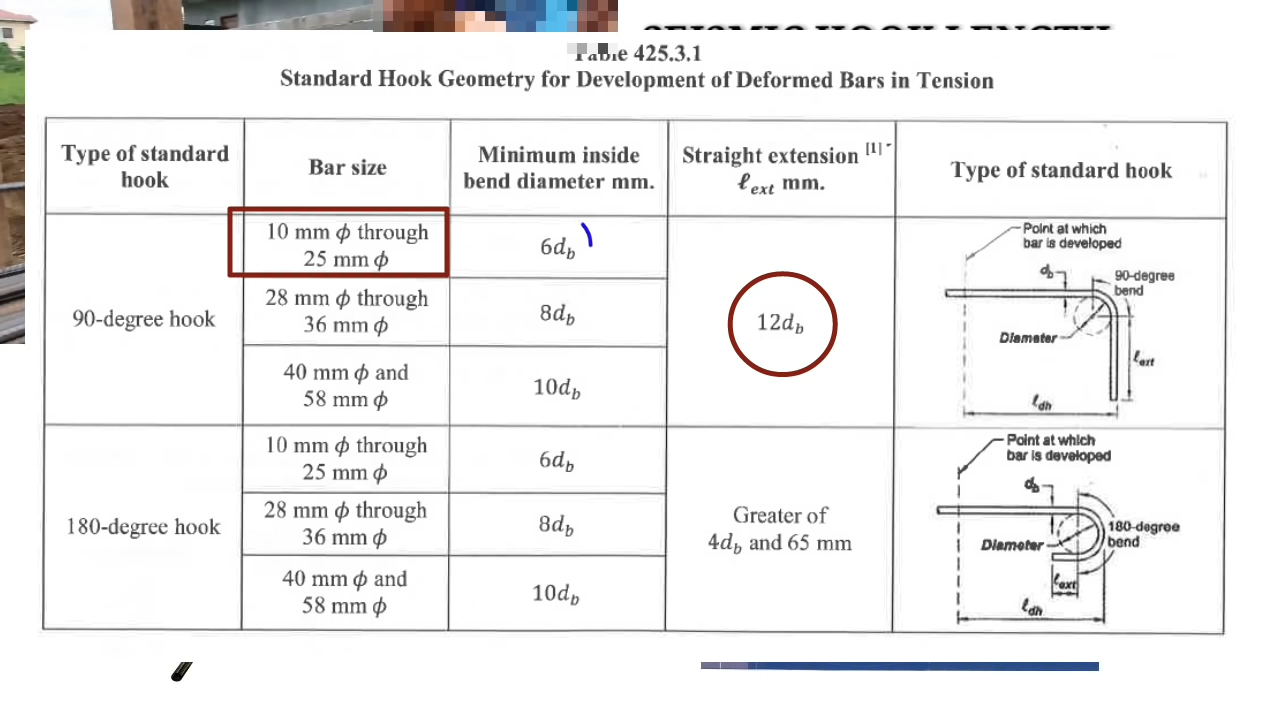 SEISMIC HOOK LENGTH
Table 425.3.1
Standard Hook Geometry for Development of Deformed Bars in Tension
Type of standard
hook
Bar size
Minimum inside
bend diameter mm.
Straight extension [1]
ℓext mm.
Type of standard hook
90-degree hook
10 mm ϕ through
25 mm ϕ
6db
28 mm ϕ through
36 mm ϕ
8db
40 mm ϕ and
58 mm ϕ
10db
12db
Point at which
bar is developed
db
90-degree
bend
Diameter
ℓext
ℓdh
180-degree hook
10 mm ϕ through
25 mm ϕ
6db
28 mm ϕ through
36 mm ϕ
8db
40 mm ϕ and
58 mm ϕ
10db
Greater of
4db and 65 mm
Point at which
bar is developed
db
180-degree
bend
Diameter
ℓext
ℓdh